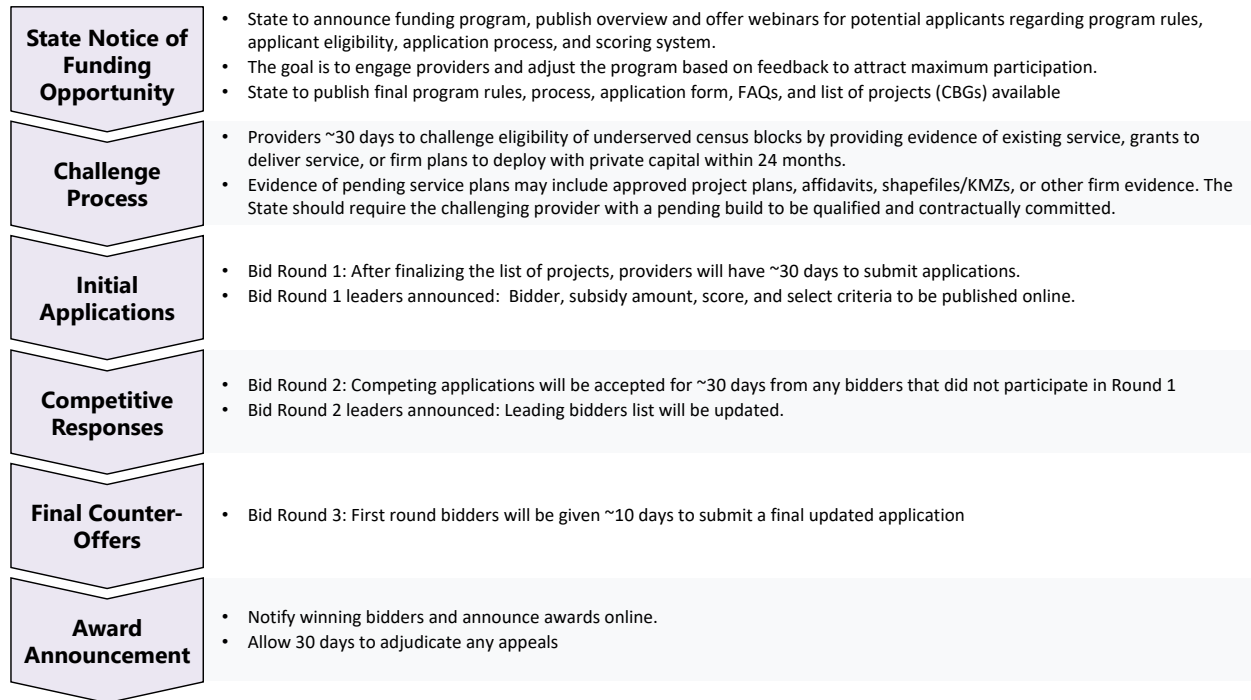 State Notice of
Funding
Opportunity
• State to announce funding program, publish overview and offer webinars for potential applicants regarding program rules,
applicant eligibility, application process, and scoring system.
• The goal is to engage providers and adjust the program based on feedback to attract maximum participation.
• State to publish final program rules, process, application form, FAQs, and list of projects (CBGs) available
Challenge
Process
• Providers ~30 days to challenge eligibility of underserved census blocks by providing evidence of existing service, grants to
deliver service, or firm plans to deploy with private capital within 24 months.
• Evidence of pending service plans may include approved project plans, affidavits, shapefiles/KMZs, or other firm evidence. The
State should require the challenging provider with a pending build to be qualified and contractually committed.
Initial
Applications
• Bid Round 1: After finalizing the list of projects, providers will have ~30 days to submit applications.
• Bid Round 1 leaders announced:  Bidder, subsidy amount, score, and select criteria to be published online.
Competitive
Responses
• Bid Round 2: Competing applications will be accepted for ~30 days from any bidders that did not participate in Round 1
• Bid Round 2 leaders announced: Leading bidders list will be updated.
Final Counter-
Offers
• Bid Round 3: First round bidders will be given ~10 days to submit a final updated application
Award
Announcement
• Notify winning bidders and announce awards online.
• Allow 30 days to adjudicate any appeals